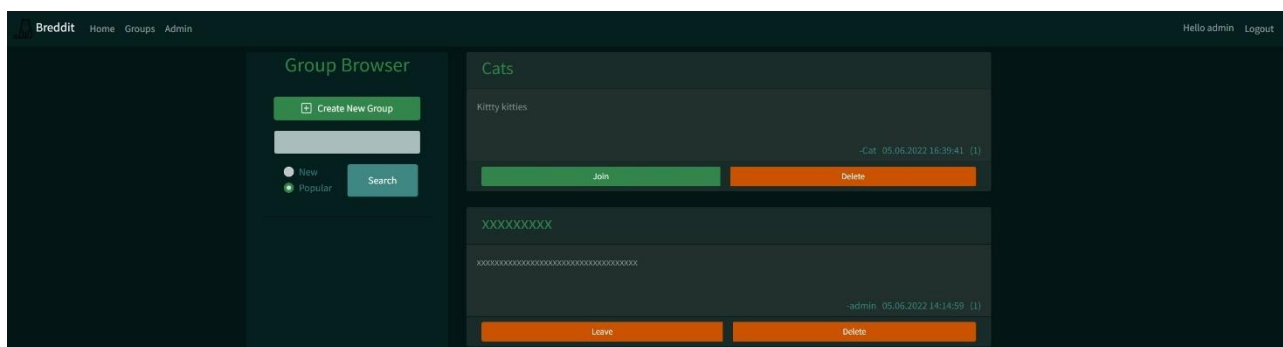 Breddit Home Groups Admin Hello admin Logout
Group Browser
Create New Group
New
Popular
Search
Cats
Kittty kitties
-Cat 05.06.2022 16:39:41 (1)
Join Delete
XXXXXXXXX
xxxxxxxxxxxxxxxxxxxxxxxxxxxxxxxxxxxx
-admin 05.06.2022 14:14:59 (1)
Leave Delete